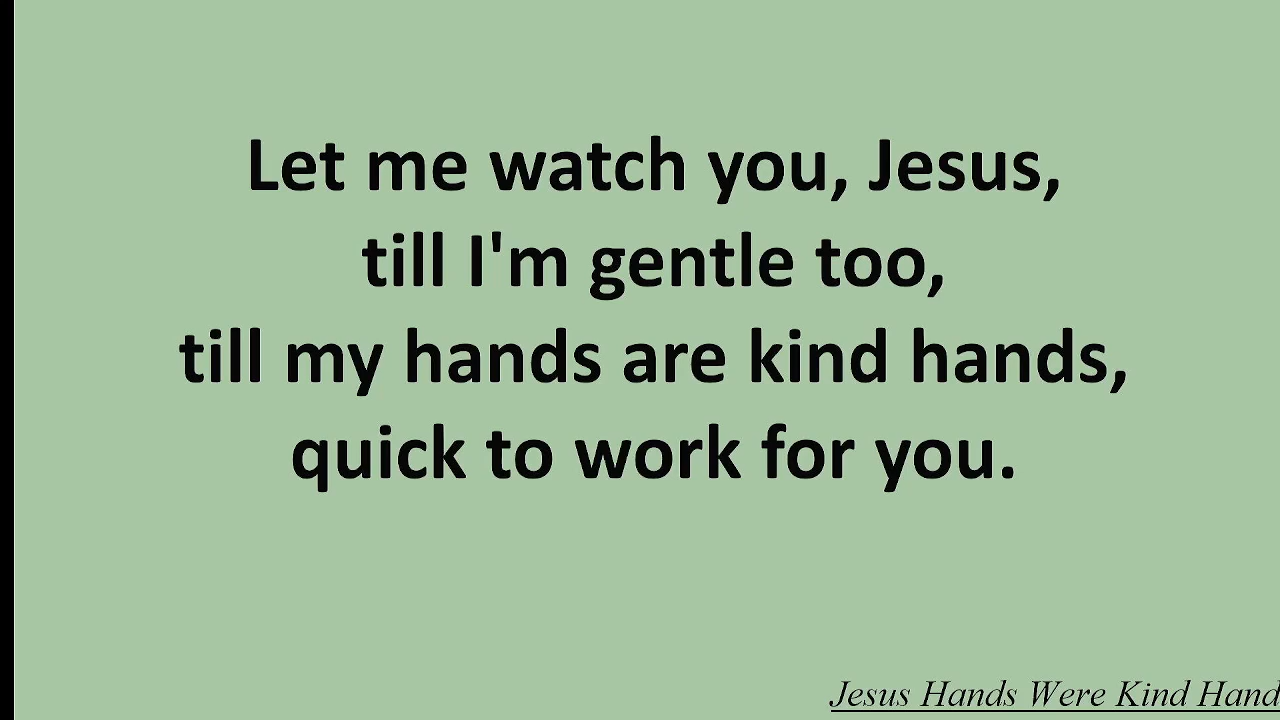 Let me watch you, Jesus,
till I'm gentle too,
till my hands are kind hands,
quick to work for you.
Jesus Hands Were Kind Hand